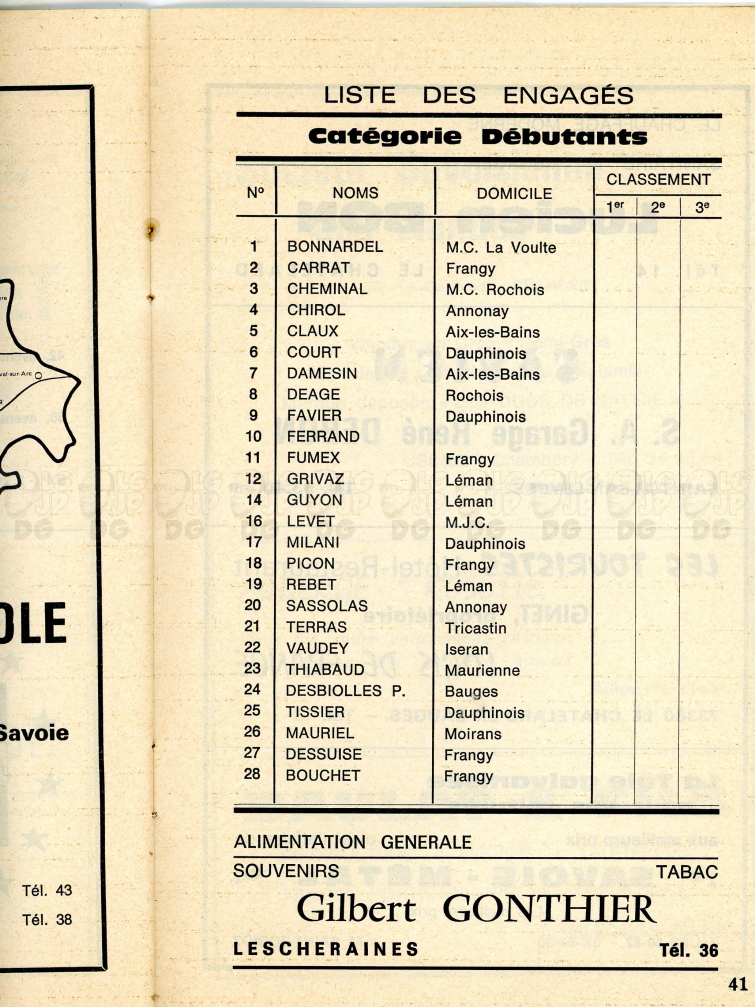 val-sur-Arc
OLE
Savoie
Tél. 43
Tél. 38
LISTE DES ENGAGÉS
Catégorie Débutants
N° NOMS DOMICILE CLASSEMENT
1er 2e 3e
1 BONNARDEL M.C. La Voulte
2 CARRAT Frangy
3 CHEMINAL M.C. Rochois
4 CHIROL Annonay
5 CLAUX Aix-les-Bains
6 COURT Dauphinois
7 DAMESIN Aix-les-Bains
8 DEAGE Rochois
9 FAVIER Dauphinois
10 FERRAND
11 FUMEX Frangy
12 GRIVAZ Léman
14 GUYON Léman
16 LEVET M.J.C.
17 MILANI Dauphinois
18 PICON Frangy
19 REBET Léman
20 SASSOLAS Annonay
21 TERRAS Tricastin
22 VAUDEY Iseran
23 THIABAUD Maurienne
24 DESBIOLLES P. Bauges
25 TISSIER Dauphinois
26 MAURIEL Moirans
27 DESSUISE Frangy
28 BOUCHET Frangy
ALIMENTATION GENERALE
SOUVENIRS TABAC
Gilbert GONTHIER
LESCHERAINES Tél. 36
41